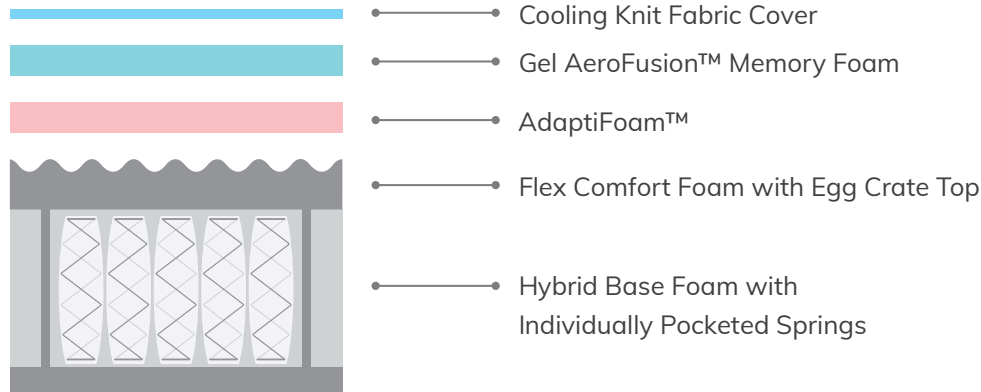 Cooling Knit Fabric Cover
Gel AeroFusion™ Memory Foam
AdaptiFoam™
Flex Comfort Foam with Egg Crate Top
Hybrid Base Foam with
Individually Pocketed Springs